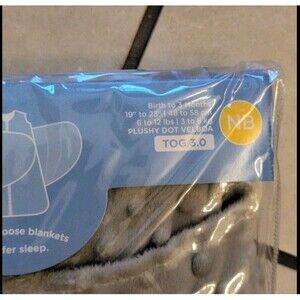 Birth to 3 Months
19" to 23" | 48 to 58 cm
6 to 12 lbs | 3 to 6 kg
PLUSHY DOT VELBOA
TOG 3.0
NB
oose blankets
fer sleep.